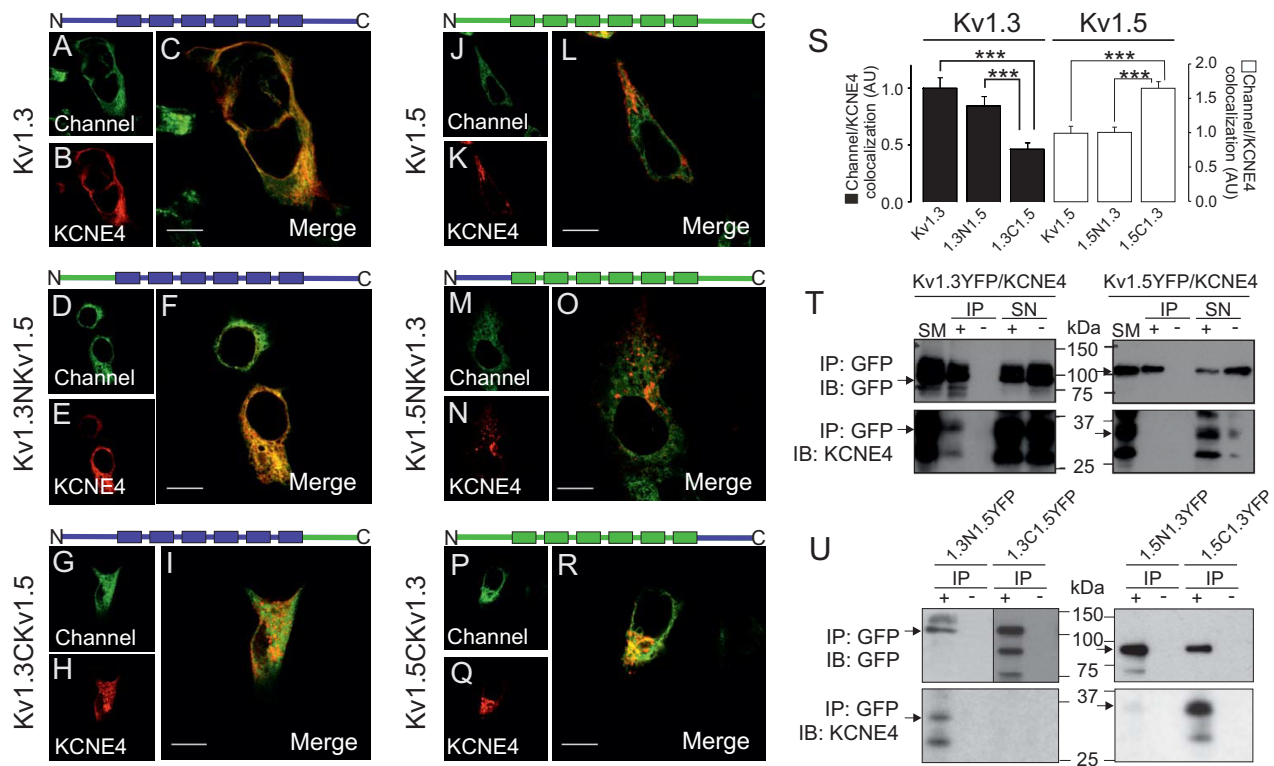 N C
Kv1.3
A
Channel
B
KCNE4
C
Merge
N C
Kv1.5
J
Channel
K
KCNE4
L
Merge
N C
Kv1.3NKv1.5
D
Channel
E
KCNE4
F
Merge
N C
Kv1.5NKv1.3
M
Channel
N
KCNE4
O
Merge
N C
Kv1.3CKv1.5
G
Channel
H
KCNE4
I
Merge
N C
Kv1.5CKv1.3
P
Channel
Q
KCNE4
R
Merge
S
Kv1.3 Kv1.5
*** ***
*** ***
Channel/KCNE4
colocalization (AU)
1.0
0.5
0.0
2.0
1.5
1.0
0.5
0.0
Channel/KCNE4
colocalization (AU)
Kv1.3 1.3N1.5 1.3C1.5 Kv1.5 1.5N1.3 1.5C1.3
T
Kv1.3YFP/KCNE4 Kv1.5YFP/KCNE4
IP SN IP SN
SM + - + - kDa SM + - + -
150
100
75
IP: GFP
IB: GFP
37
25
IP: GFP
IB: KCNE4
U
1.3N1.5YFP 1.3C1.5YFP 1.5N1.3YFP 1.5C1.3YFP
IP IP IP IP
+ - + - kDa + - + -
150
100
75
IP: GFP
IB: GFP
37
25
IP: GFP
IB: KCNE4